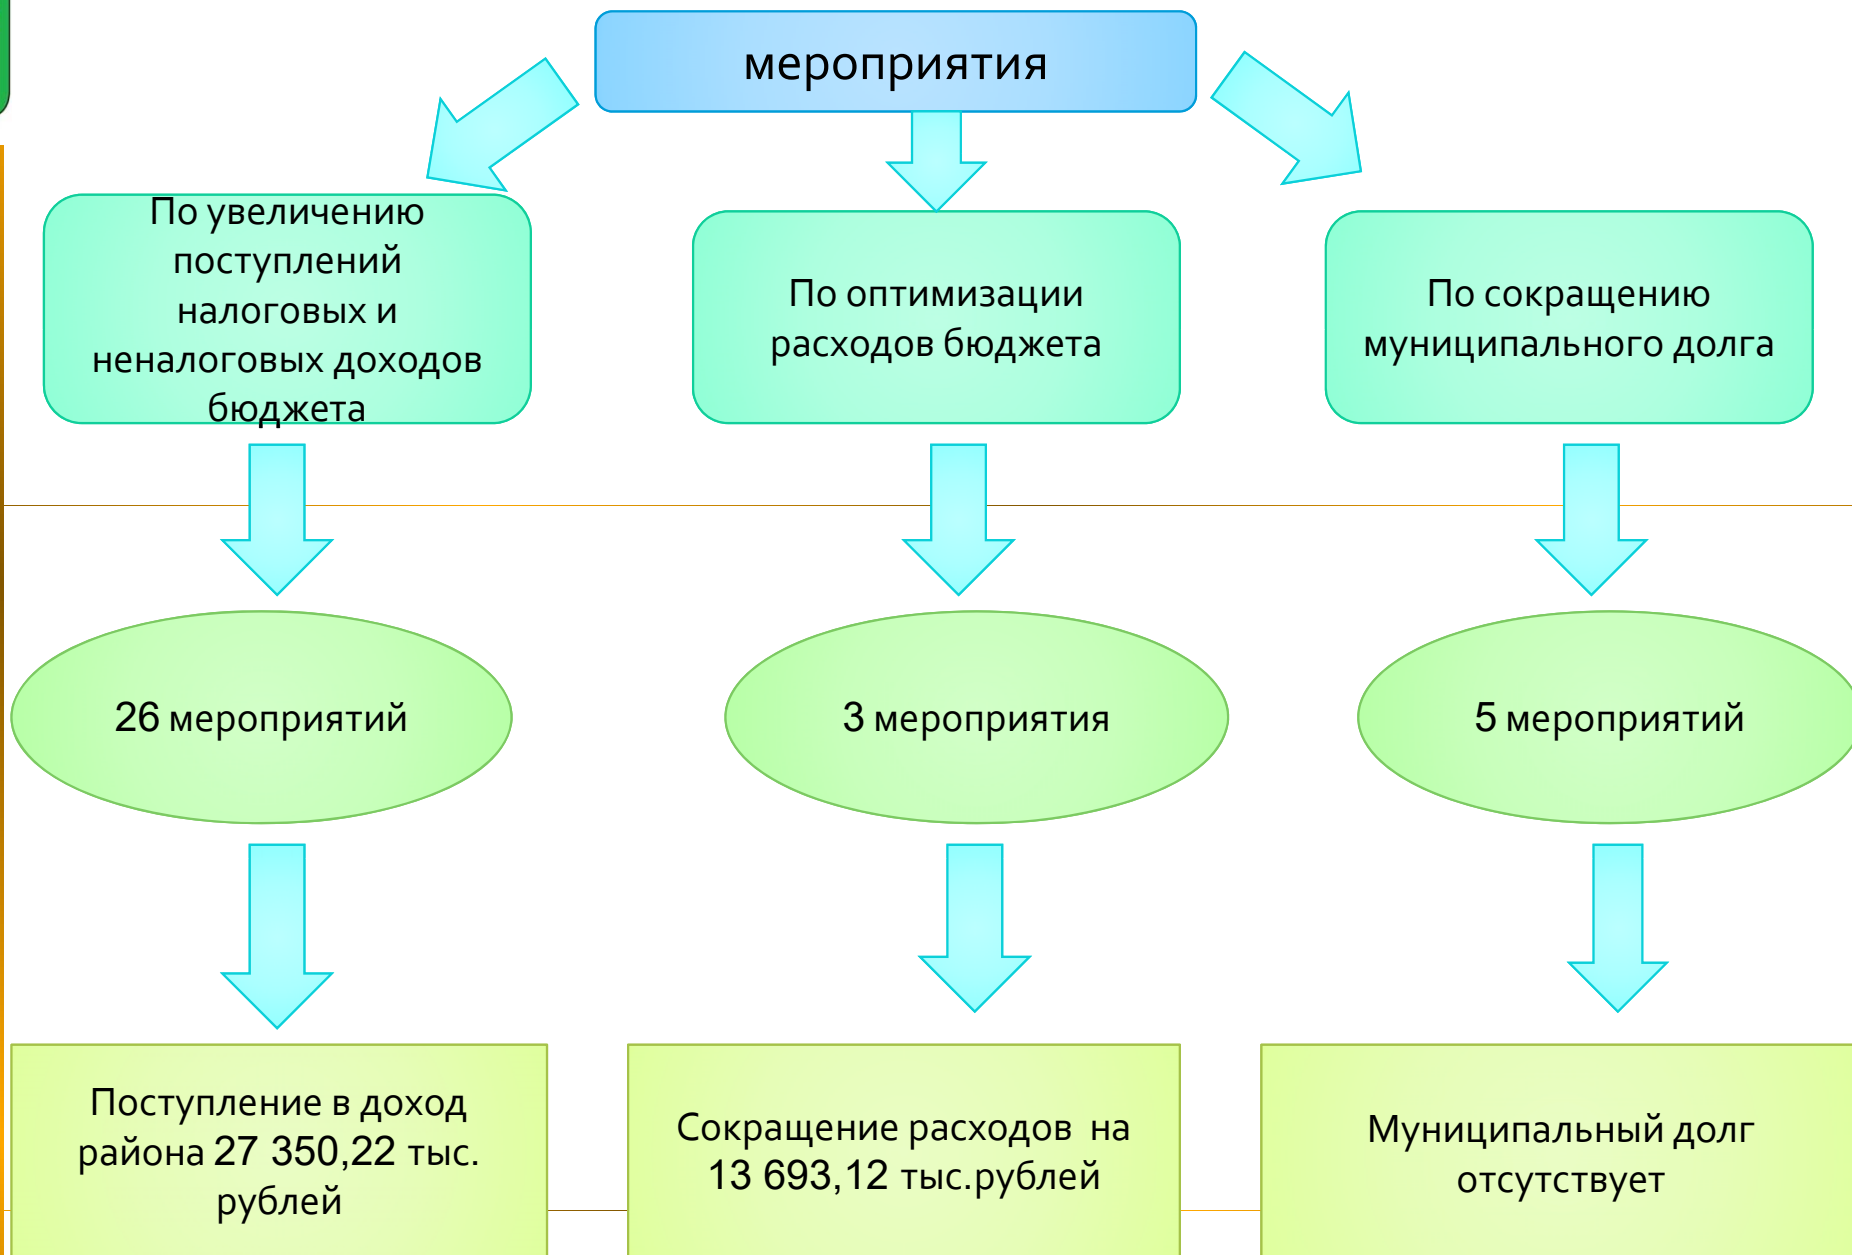 мероприятия
По увеличению
поступлений
налоговых и
неналоговых доходов
бюджета
По оптимизации
расходов бюджета
По сокращению
муниципального долга
26 мероприятий
3 мероприятия
5 мероприятий
Поступление в доход
района 27 350,22 тыс.
рублей
Сокращение расходов на
13 693,12 тыс.рублей
Муниципальный долг
отсутствует